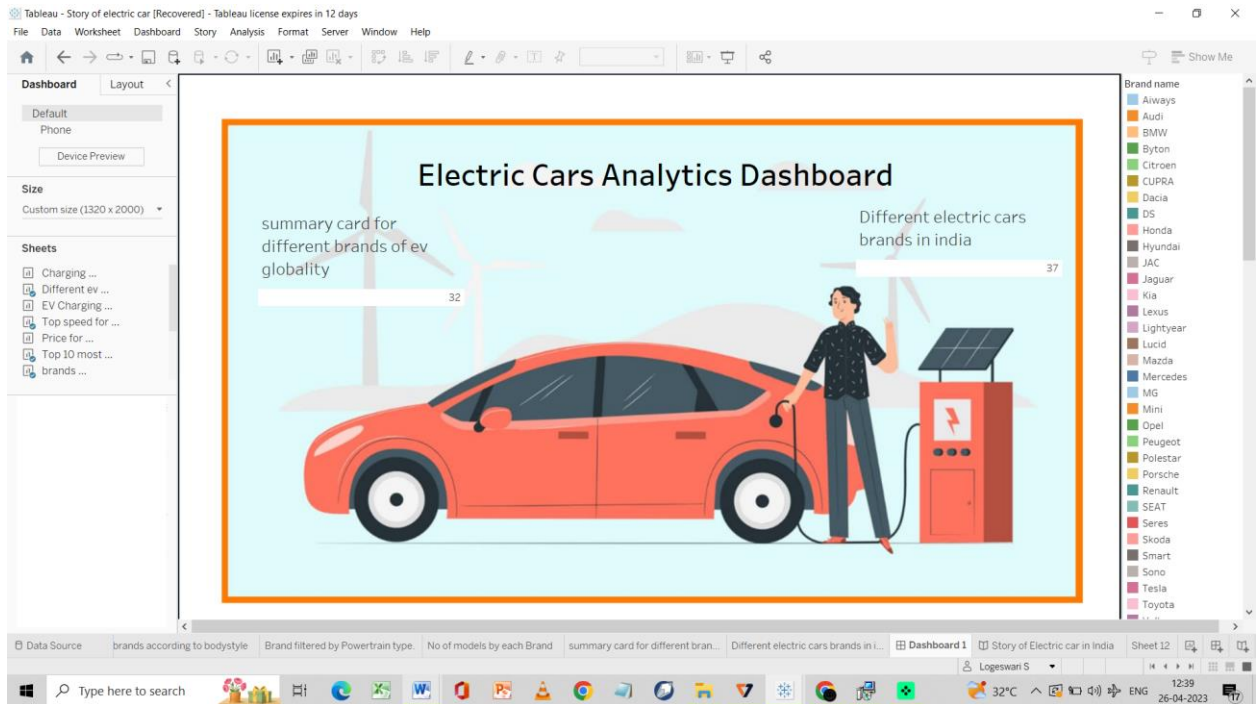 Tableau - Story of electric car [Recovered] - Tableau license expires in 12 days
File Data Worksheet Dashboard Story Analysis Format Server Window Help
Show Me
Dashboard Layout
Default
Phone
Device Preview
Size
Custom size (1320 x 2000)
Sheets
Charging ...
Different ev ...
EV Charging ...
Top speed for ...
Price for ...
Top 10 most ...
brands ...
Electric Cars Analytics Dashboard
summary card for
different brands of ev
globality
32
Different electric cars
brands in india
37
Brand name
Aiways
Audi
BMW
Byton
Citroen
CUPRA
Dacia
DS
Honda
Hyundai
JAC
Jaguar
Kia
Lexus
Lightyear
Lucid
Mazda
Mercedes
MG
Mini
Opel
Peugeot
Polestar
Porsche
Renault
SEAT
Seres
Skoda
Smart
Sono
Tesla
Toyota
Data Source brands according to bodystyle Brand filtered by Powertrain type. No of models by each Brand summary card for different bran... Different electric cars brands in i... Dashboard 1 Story of Electric car in India Sheet 12
Logeswari S
Type here to search
32°C ENG
12:39
26-04-2023
17